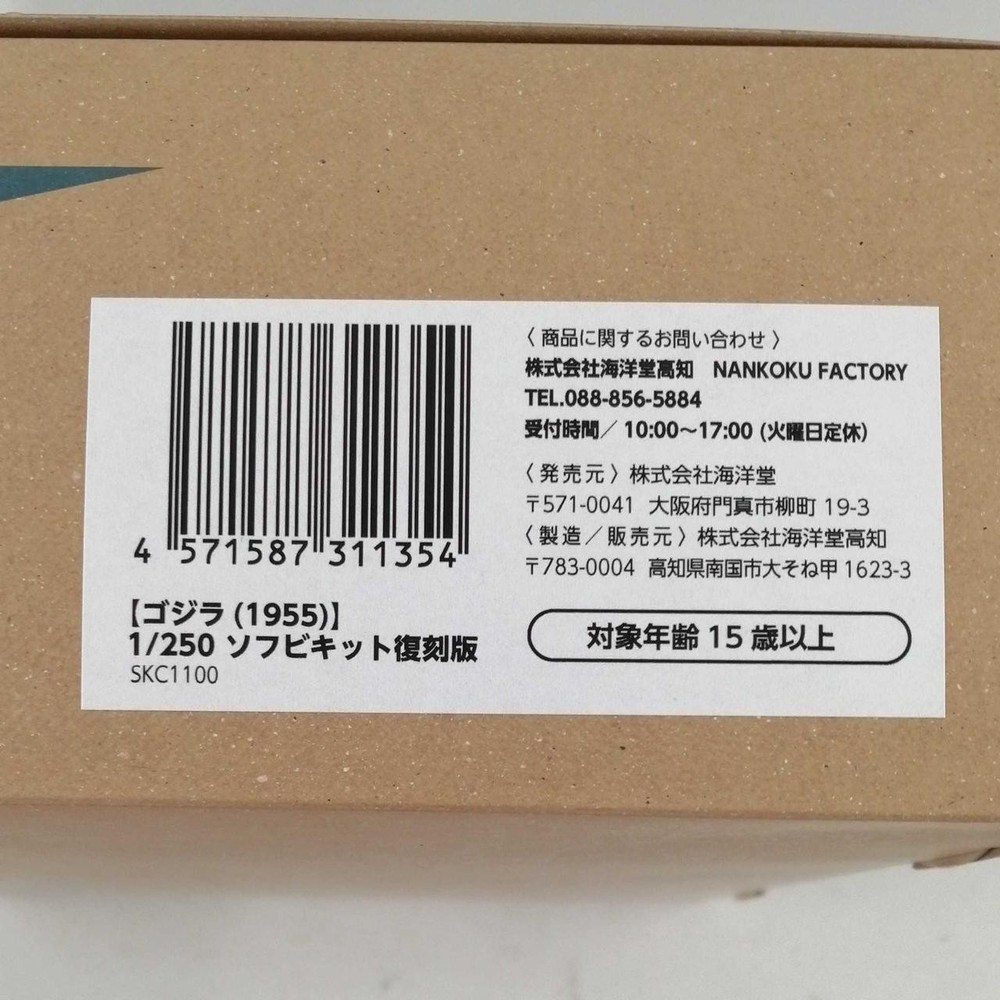 4 571587 311354
【ゴジラ (1955)】
1/250 ソフビキット復刻版
SKC1100
〈 商品に関するお問い合わせ 〉
株式会社海洋堂高知　NANKOKU FACTORY
TEL.088-856-5884
受付時間／ 10:00～17:00 (火曜日定休)
〈 発売元 〉株式会社海洋堂
〒571-0041 大阪府門真市柳町 19-3
〈 製造／販売元 〉株式会社海洋堂高知
〒783-0004 高知県南国市大そね甲 1623-3
対象年齢 15 歳以上